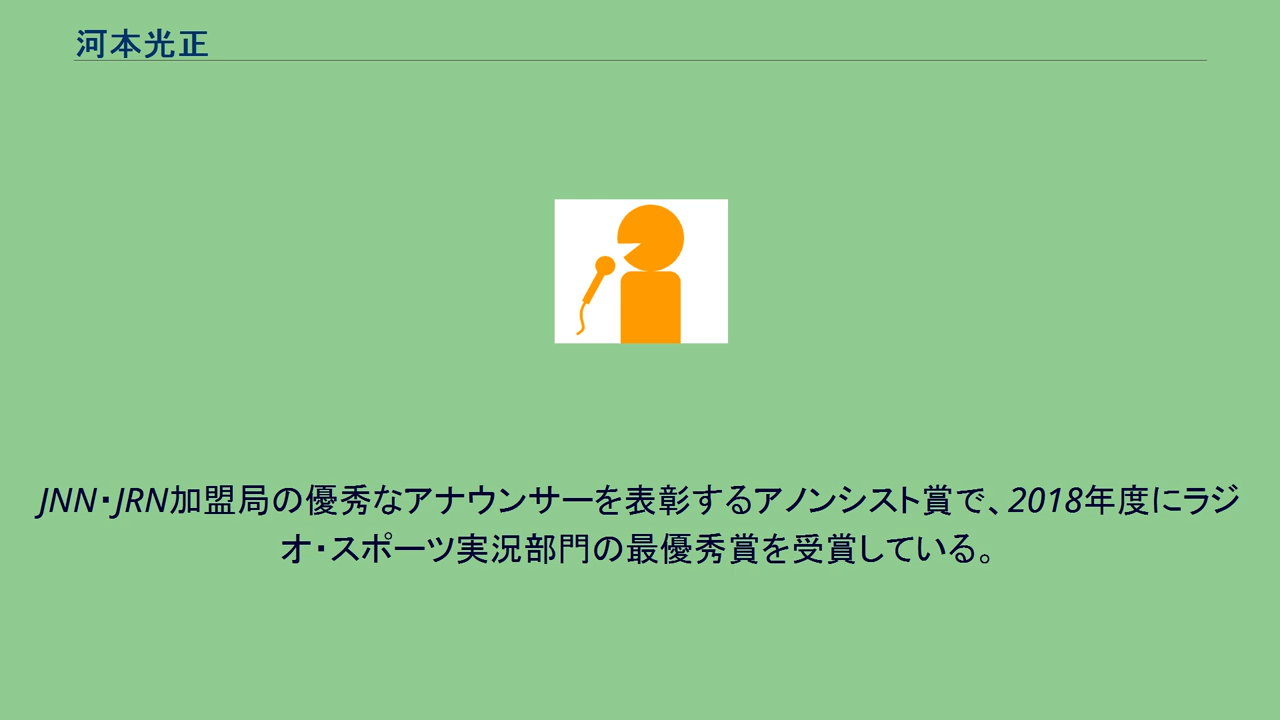 河本光正
JNN・JRN加盟局の優秀なアナウンサーを表彰するアノンシスト賞で、2018年度にラジ
オ・スポーツ実況部門の最優秀賞を受賞している。